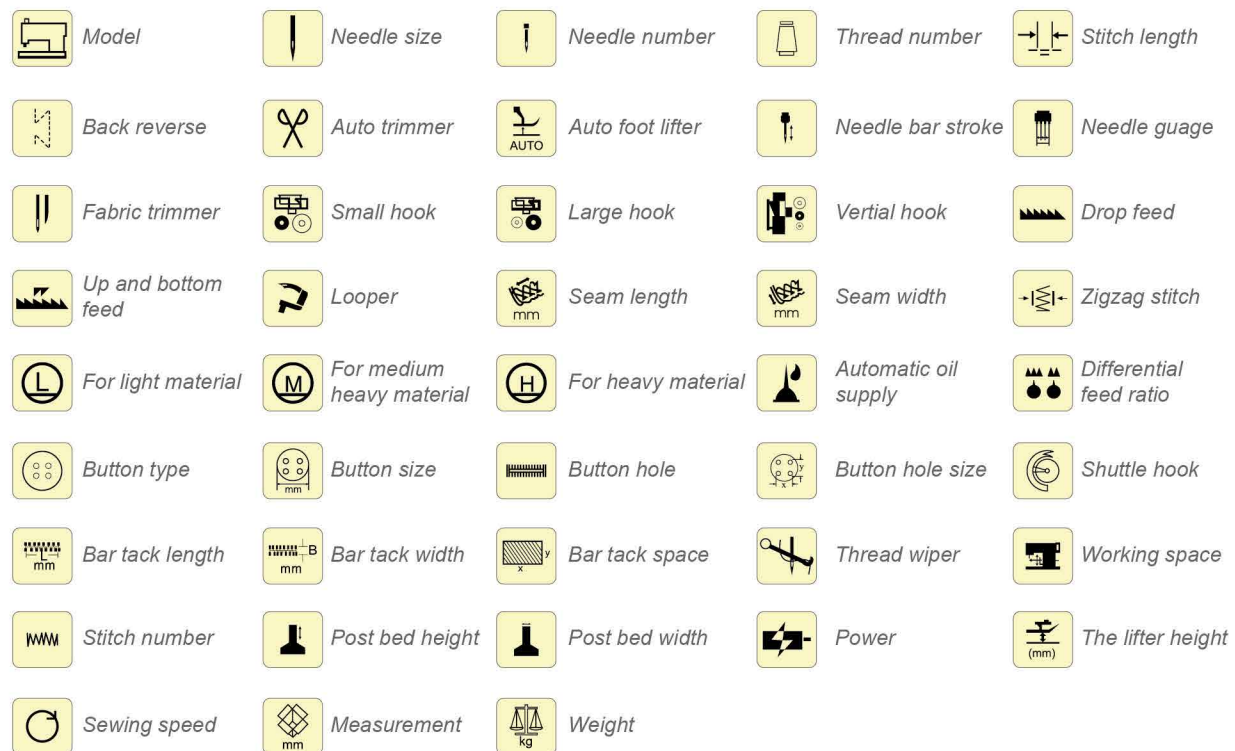 Model
Needle size
Needle number
Thread number
Stitch length
Back reverse
Auto trimmer
AUTO
Auto foot lifter
Needle bar stroke
Needle guage
Fabric trimmer
Small hook
Large hook
Vertial hook
Drop feed
Up and bottom
feed
Looper
mm
Seam length
mm
Seam width
Zigzag stitch
L
For light material
M
For medium
heavy material
H
For heavy material
Automatic oil
supply
Differential
feed ratio
Button type
mm
Button size
Button hole
x
y
Button hole size
Shuttle hook
L
mm
Bar tack length
B
mm
Bar tack width
x
y
Bar tack space
Thread wiper
Working space
Stitch number
Post bed height
Post bed width
Power
(mm)
The lifter height
Sewing speed
mm
Measurement
kg
Weight